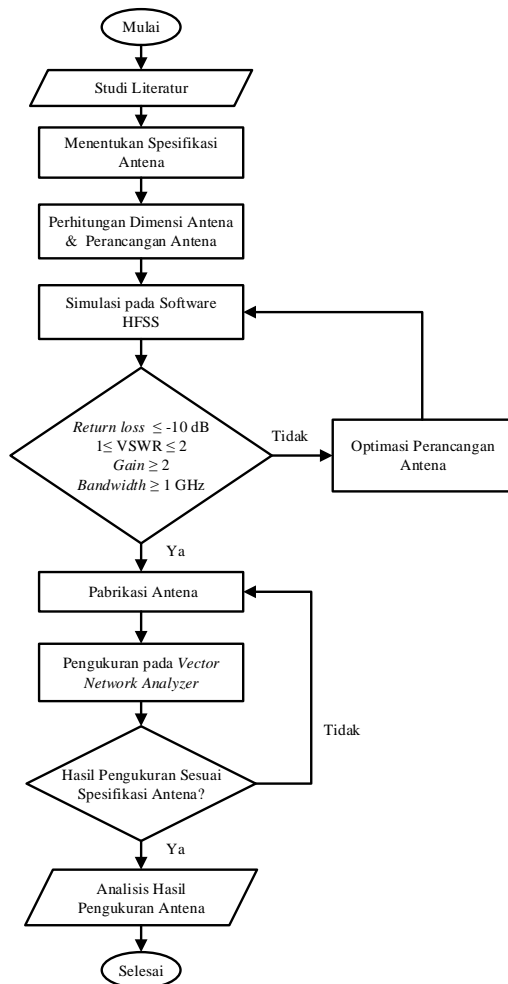 Mulai
Studi Literatur
Menentukan Spesifikasi
Antena
Perhitungan Dimensi Antena
& Perancangan Antena
Simulasi pada Software
HFSS
Return loss ≤ -10 dB
1≤ VSWR ≤ 2
Gain ≥ 2
Bandwidth ≥ 1 GHz
Tidak
Optimasi Perancangan
Antena
Ya
Pabrikasi Antena
Pengukuran pada Vector
Network Analyzer
Tidak
Hasil Pengukuran Sesuai
Spesifikasi Antena?
Ya
Analisis Hasil
Pengukuran Antena
Selesai